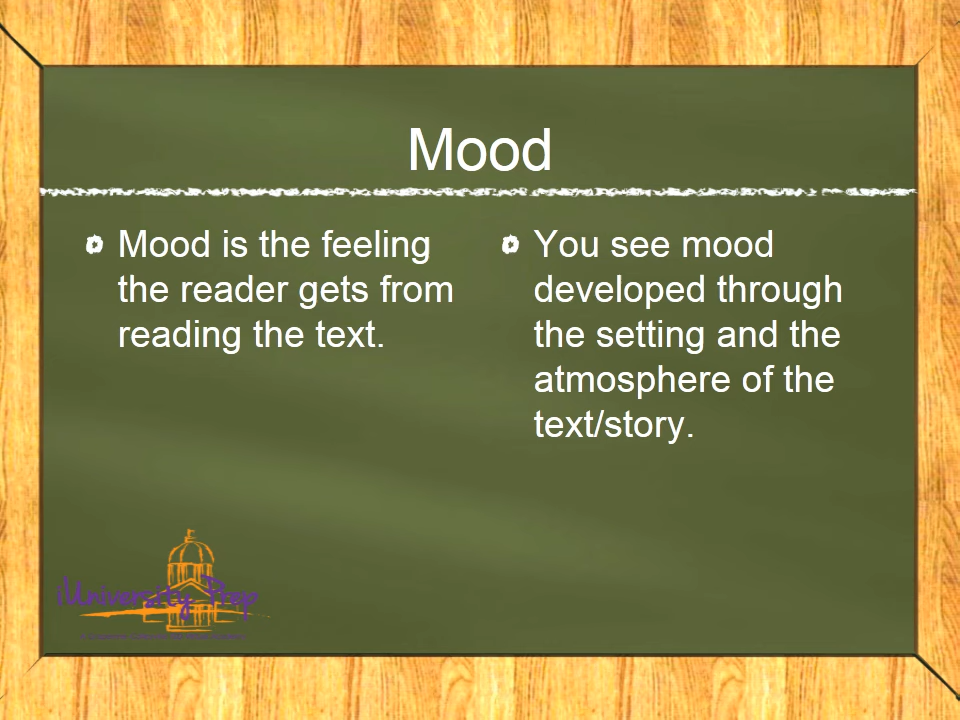 Mood
Mood is the feeling
the reader gets from
reading the text.
You see mood
developed through
the setting and the
atmosphere of the
text/story.
iUniversity Prep